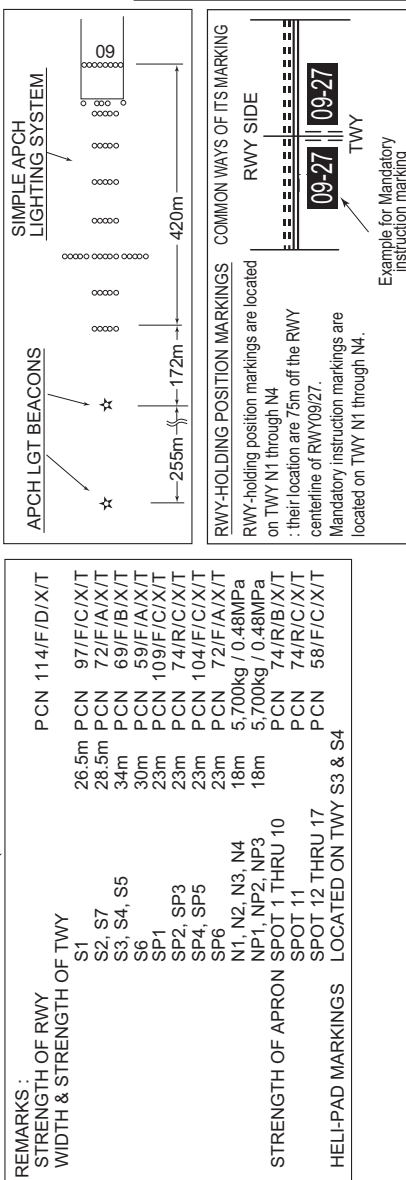 REMARKS :
STRENGTH OF RWY PCN 114/F/D/X/T
WIDTH & STRENGTH OF TWY
S1 26.5m PCN 97/F/C/X/T
S2, S7 28.5m PCN 72/F/A/X/T
S3, S4, S5 34m PCN 69/F/B/X/T
S6 30m PCN 59/F/A/X/T
SP1 23m PCN 109/F/C/X/T
SP2, SP3 23m PCN 74/R/C/X/T
SP4, SP5 23m PCN 104/F/C/X/T
SP6 23m PCN 72/F/A/X/T
N1, N2, N3, N4 18m 5,700kg / 0.48MPa
NP1, NP2, NP3 18m 5,700kg / 0.48MPa
STRENGTH OF APRON SPOT 1 THRU 10 PCN 74/R/B/X/T
SPOT 11 PCN 74/R/C/X/T
SPOT 12 THRU 17 PCN 58/F/C/X/T
HELI-PAD MARKINGS LOCATED ON TWY S3 & S4
APCH LGT BEACONS
SIMPLE APCH
LIGHTING SYSTEM
09
255m
172m
420m
RWY-HOLDING POSITION MARKINGS
RWY-holding position markings are located
on TWY N1 through N4
: their location are 75m off the RWY
centerline of RWY09/27.
Mandatory instruction markings are
located on TWY N1 through N4.
COMMON WAYS OF ITS MARKING
RWY SIDE
09-27 09-27
TWY
Example for Mandatory
instruction marking